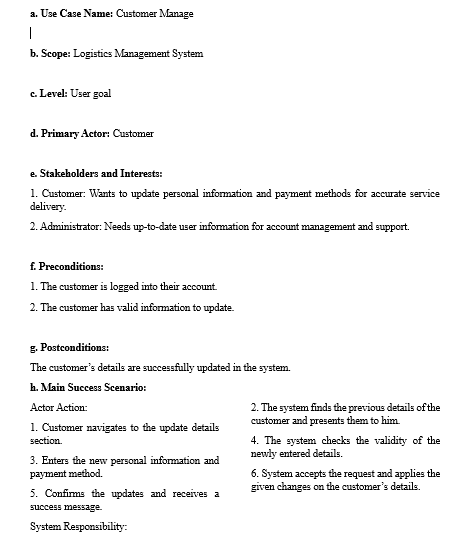 a. Use Case Name: Customer Manage
b. Scope: Logistics Management System
c. Level: User goal
d. Primary Actor: Customer
e. Stakeholders and Interests:
1. Customer: Wants to update personal information and payment methods for accurate service
delivery.
2. Administrator: Needs up-to-date user information for account management and support.
f. Preconditions:
1. The customer is logged into their account.
2. The customer has valid information to update.
g. Postconditions:
The customer's details are successfully updated in the system.
h. Main Success Scenario:
Actor Action:
1. Customer navigates to the update details
section.
3. Enters the new personal information and
payment method.
5. Confirms the updates and receives a
success message.
System Responsibility:
2. The system finds the previous details of the
customer and presents them to him.
4. The system checks the validity of the
newly entered details.
6. System accepts the request and applies the
given changes on the customer's details.